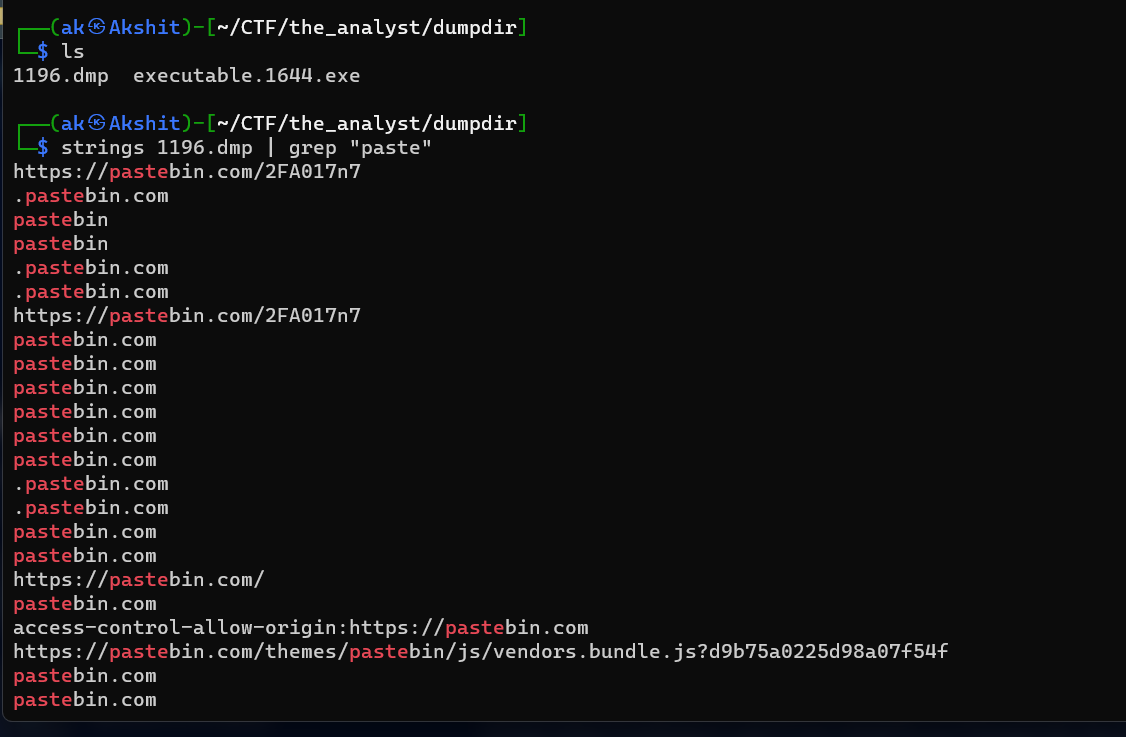 ┌──(ak㉿Akshit)-[~/CTF/the_analyst/dumpdir]
└─$ ls
1196.dmp  executable.1644.exe
┌──(ak㉿Akshit)-[~/CTF/the_analyst/dumpdir]
└─$ strings 1196.dmp | grep "paste"
https://pastebin.com/2FA017n7
.pastebin.com
pastebin
pastebin
.pastebin.com
.pastebin.com
https://pastebin.com/2FA017n7
pastebin.com
pastebin.com
pastebin.com
pastebin.com
pastebin.com
pastebin.com
.pastebin.com
.pastebin.com
pastebin.com
pastebin.com
https://pastebin.com/
pastebin.com
access-control-allow-origin:https://pastebin.com
https://pastebin.com/themes/pastebin/js/vendors.bundle.js?d9b75a0225d98a07f54f
pastebin.com
pastebin.com